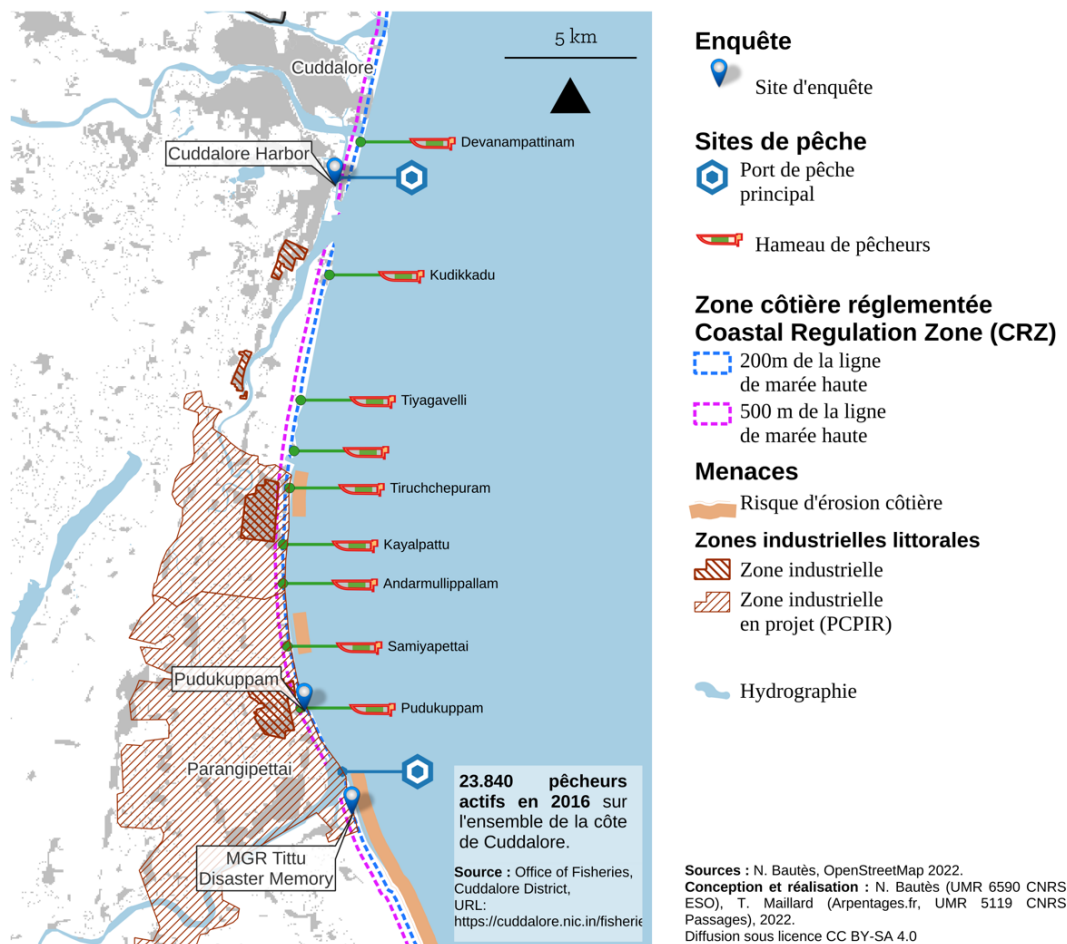 Cuddalore
5 km
Devanampattinam
Cuddalore Harbor
Kudikkadu
Tiyagavelli
Tiruchchepuram
Kayalpattu
Andarmullippallam
Samiyapettai
Pudukuppam
Pudukuppam
Parangipettai
MGR Tittu
Disaster Memory
23.840 pêcheurs
actifs en 2016 sur
l'ensemble de la côte
de Cuddalore.
Source : Office of Fisheries,
Cuddalore District,
URL:
https://cuddalore.nic.in/fisherie
Enquête
Site d'enquête
Sites de pêche
Port de pêche
principal
Hameau de pêcheurs
Zone côtière réglementée
Coastal Regulation Zone (CRZ)
200m de la ligne
de marée haute
500 m de la ligne
de marée haute
Menaces
Risque d'érosion côtière
Zones industrielles littorales
Zone industrielle
Zone industrielle
en projet (PCPIR)
Hydrographie
Sources : N. Bautès, OpenStreetMap 2022.
Conception et réalisation : N. Bautès (UMR 6590 CNRS
ESO), T. Maillard (Arpentages.fr, UMR 5119 CNRS
Passages), 2022.
Diffusion sous licence CC BY-SA 4.0